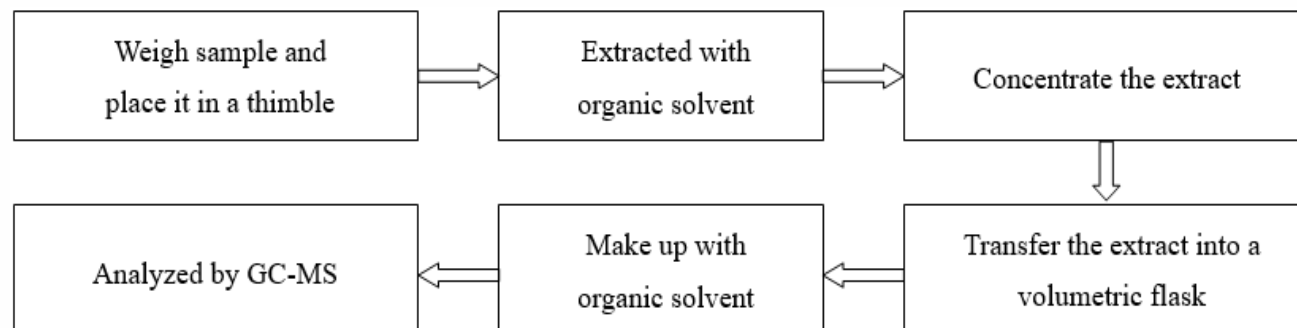 Weigh sample and
place it in a thimble
Extracted with
organic solvent
Concentrate the extract
Transfer the extract into a
volumetric flask
Make up with
organic solvent
Analyzed by GC-MS